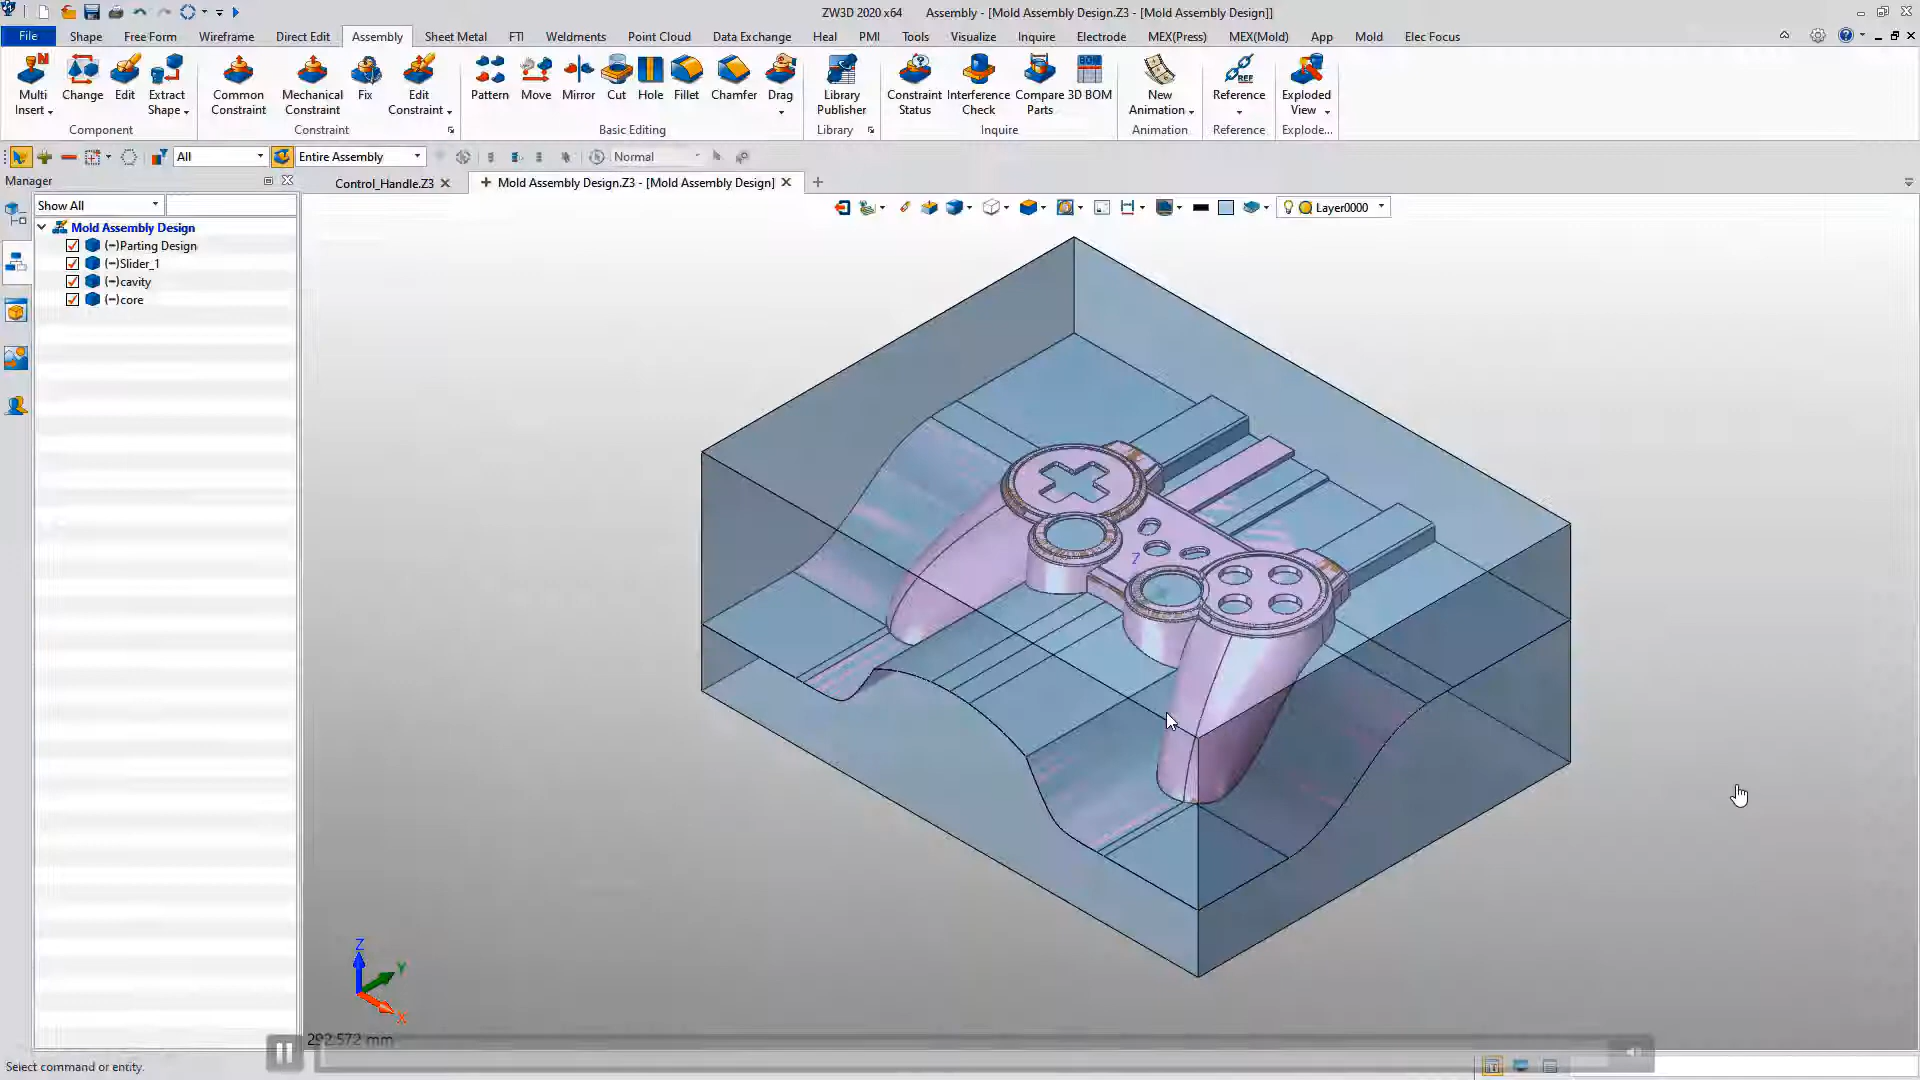 ZW3D 2020 x64 Assembly - [Mold Assembly Design.Z3 - [Mold Assembly Design]]
File Shape Free Form Wireframe Direct Edit Assembly Sheet Metal FTI Weldments Point Cloud Data Exchange Heal PMI Tools Visualize Inquire Electrode MEX(Press) MEX(Mold) App Mold Elec Focus
Multi Insert Change Edit Extract Shape Common Constraint Mechanical Constraint Fix Edit Constraint Pattern Move Mirror Cut Hole Fillet Chamfer Drag Library Publisher Constraint Status Interference Check Compare Parts 3D BOM New Animation Reference Exploded View
Component Constraint Basic Editing Library Inquire Animation Reference Explode...
All Entire Assembly Normal
Manager
Control_Handle.Z3 Mold Assembly Design.Z3 - [Mold Assembly Design]
Show All
Layer0000
Mold Assembly Design
(-)Parting Design
(-)Slider_1
(-)cavity
(-)core
Z
Y
X
292.572 mm
Select command or entity.